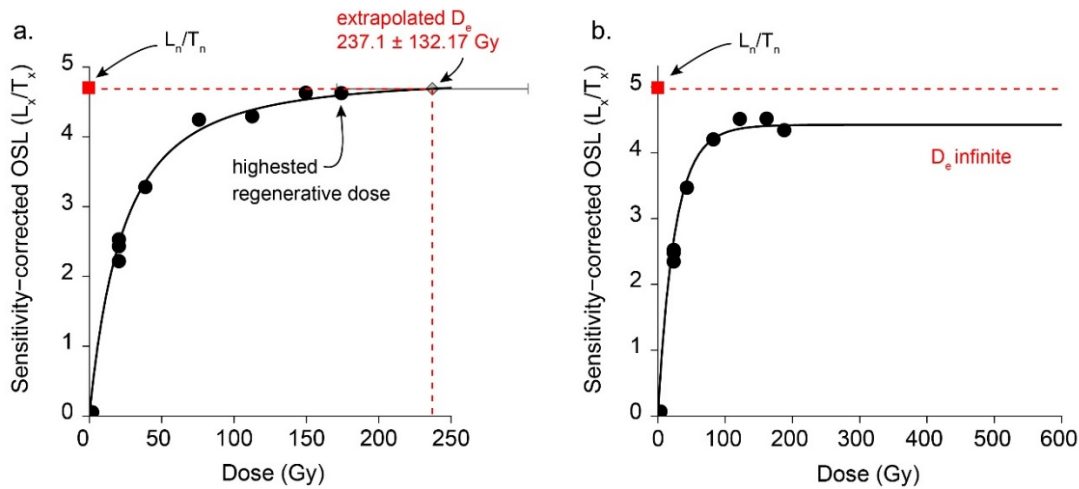 a.
Lₙ/Tₙ
extrapolated Dₑ
237.1 ± 132.17 Gy
highested
regenerative dose
Sensitivity−corrected OSL (Lₓ/Tₓ)
5
4
3
2
1
0
0 50 100 150 200 250
Dose (Gy)
b.
Lₙ/Tₙ
Dₑ infinite
Sensitivity−corrected OSL (Lₓ/Tₓ)
5
4
3
2
1
0
0 100 200 300 400 500 600
Dose (Gy)